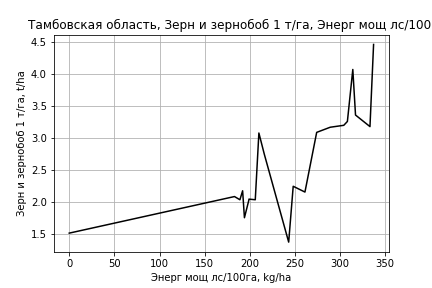 Тамбовская область, Зерн и зернобоб 1 т/га, Энерг мощ лс/100
4.5
4.0
3.5
3.0
2.5
2.0
1.5
Зерн и зернобоб 1 т/га, t/ha
0 50 100 150 200 250 300 350
Энерг мощ лс/100га, kg/ha